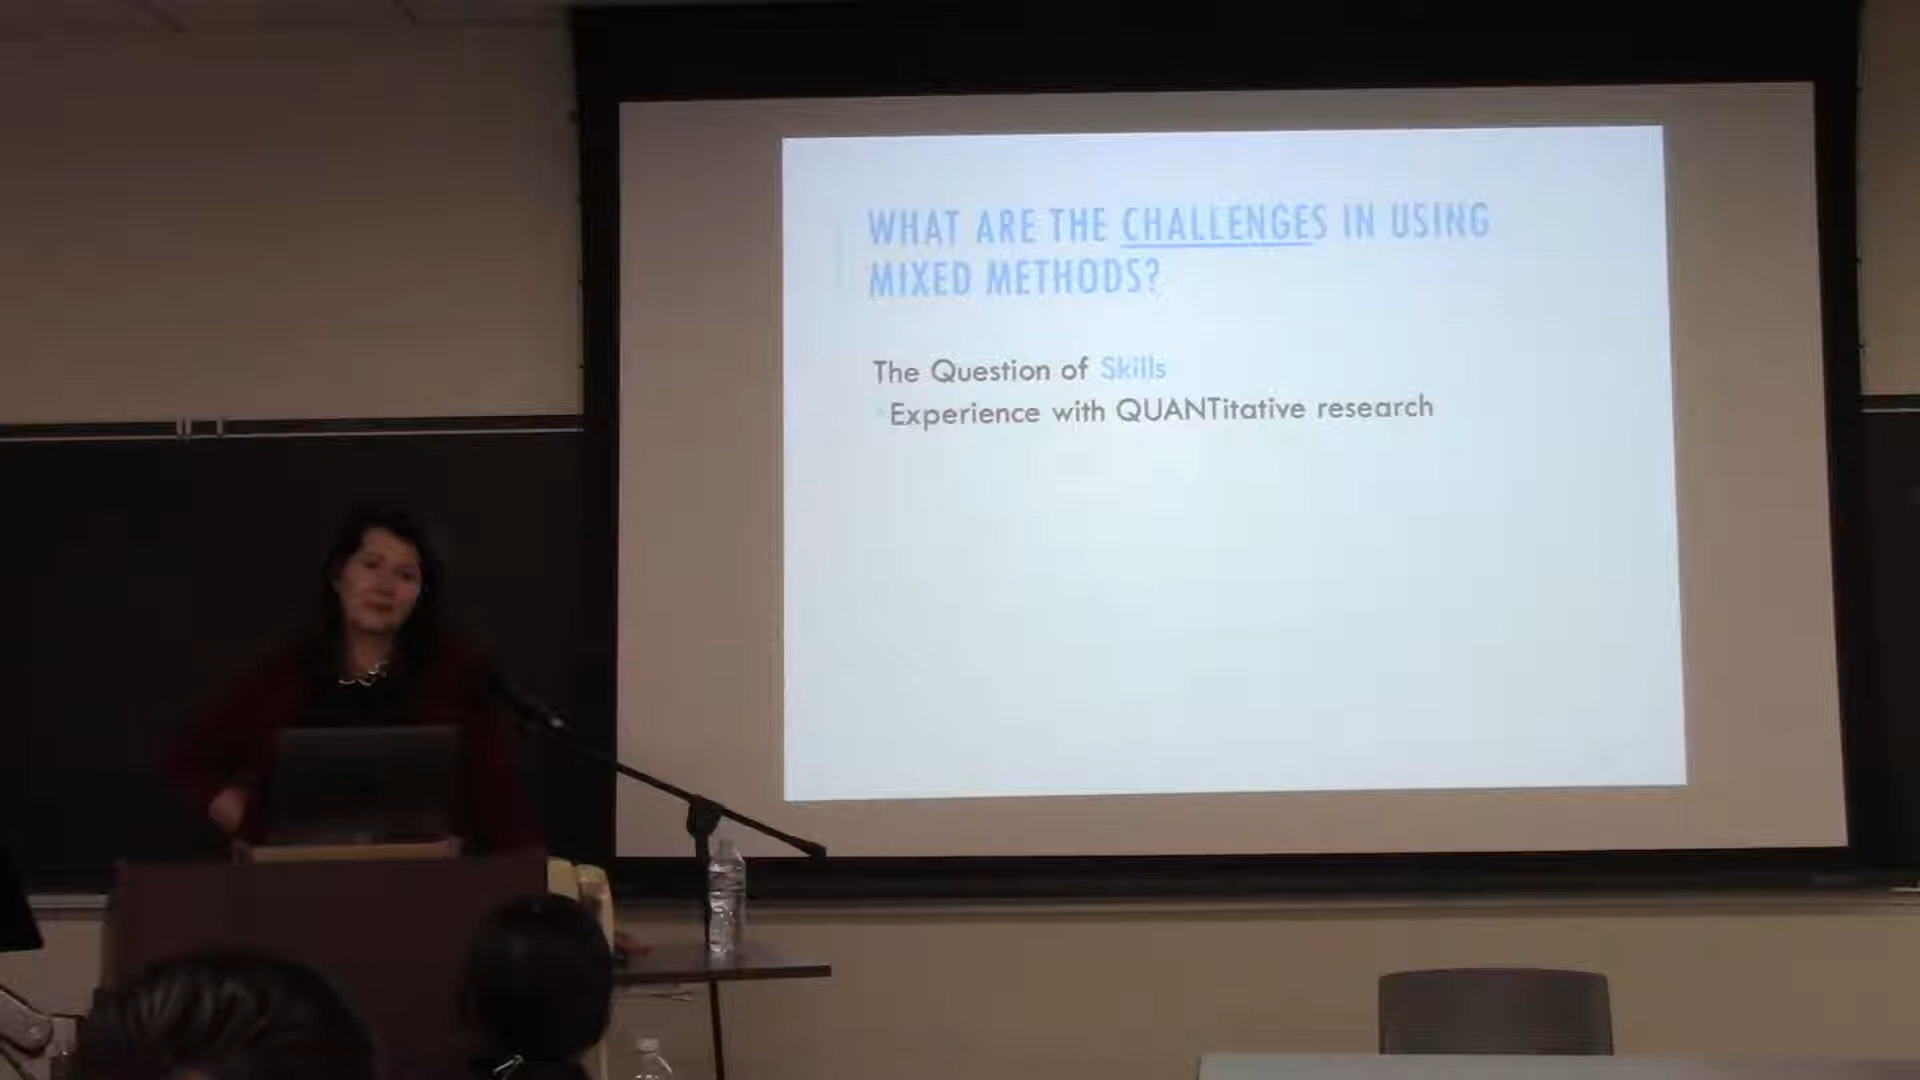 WHAT ARE THE CHALLENGES IN USING
MIXED METHODS?
The Question of Skills
Experience with QUANTitative research